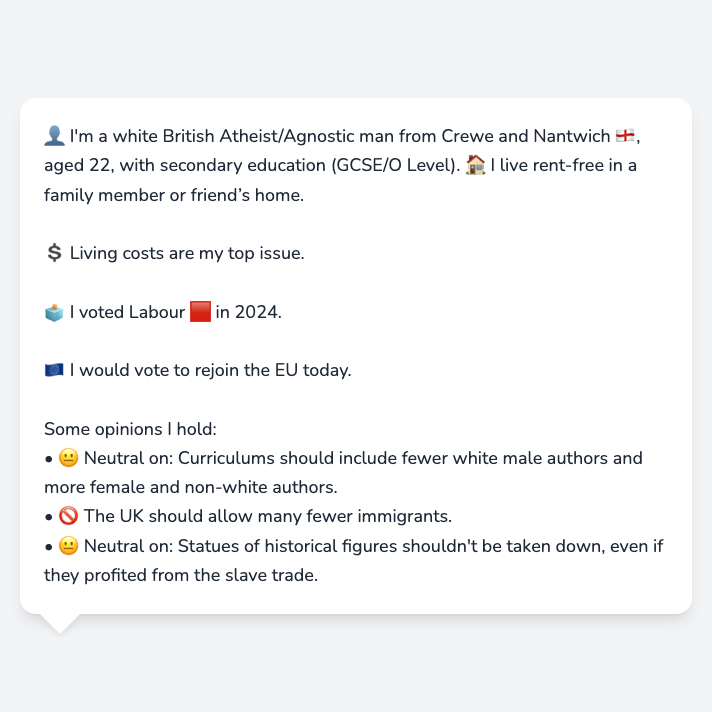 👤 I'm a white British Atheist/Agnostic man from Crewe and Nantwich 🏴󠁧󠁢󠁥󠁮󠁧󠁿,
aged 22, with secondary education (GCSE/O Level). 🏠 I live rent-free in a
family member or friend’s home.
💲 Living costs are my top issue.
🗳️ I voted Labour 🟥 in 2024.
🇪🇺 I would vote to rejoin the EU today.
Some opinions I hold:
• 😐 Neutral on: Curriculums should include fewer white male authors and
more female and non-white authors.
• 🚫 The UK should allow many fewer immigrants.
• 😐 Neutral on: Statues of historical figures shouldn't be taken down, even if
they profited from the slave trade.